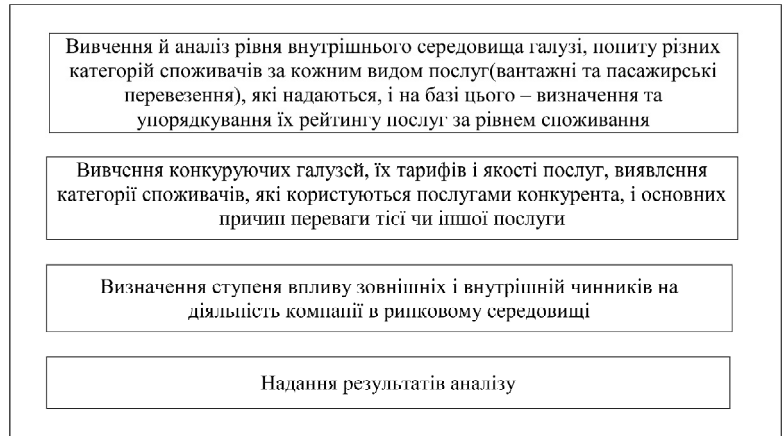 Вивчення й аналіз рівня внутрішнього середовища галузі, попиту різних
категорій споживачів за кожним видом послуг(вантажні та пасажирські
перевезення), які надаються, і на базі цього – визначення та
упорядкування їх рейтингу послуг за рівнем споживання
Вивчення конкуруючих галузей, їх тарифів і якості послуг, виявлення
категорії споживачів, які користуються послугами конкурента, і основних
причин переваги тієї чи іншої послуги
Визначення ступеня впливу зовнішніх і внутрішній чинників на
діяльність компанії в ринковому середовищі
Надання результатів аналізу